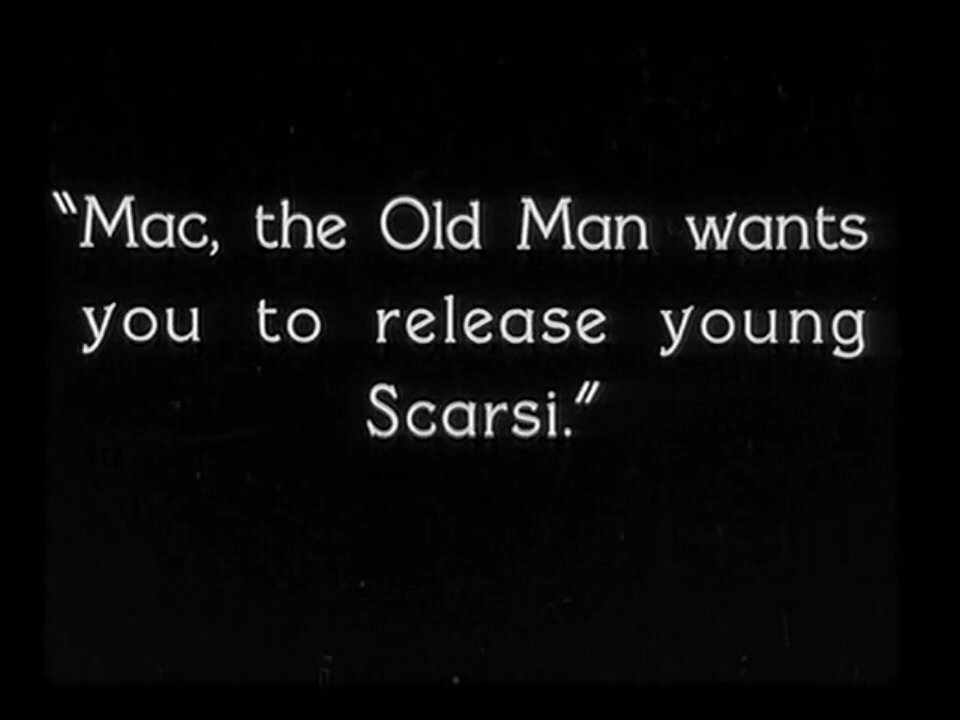 “Mac, the Old Man wants
you to release young
Scarsi.”